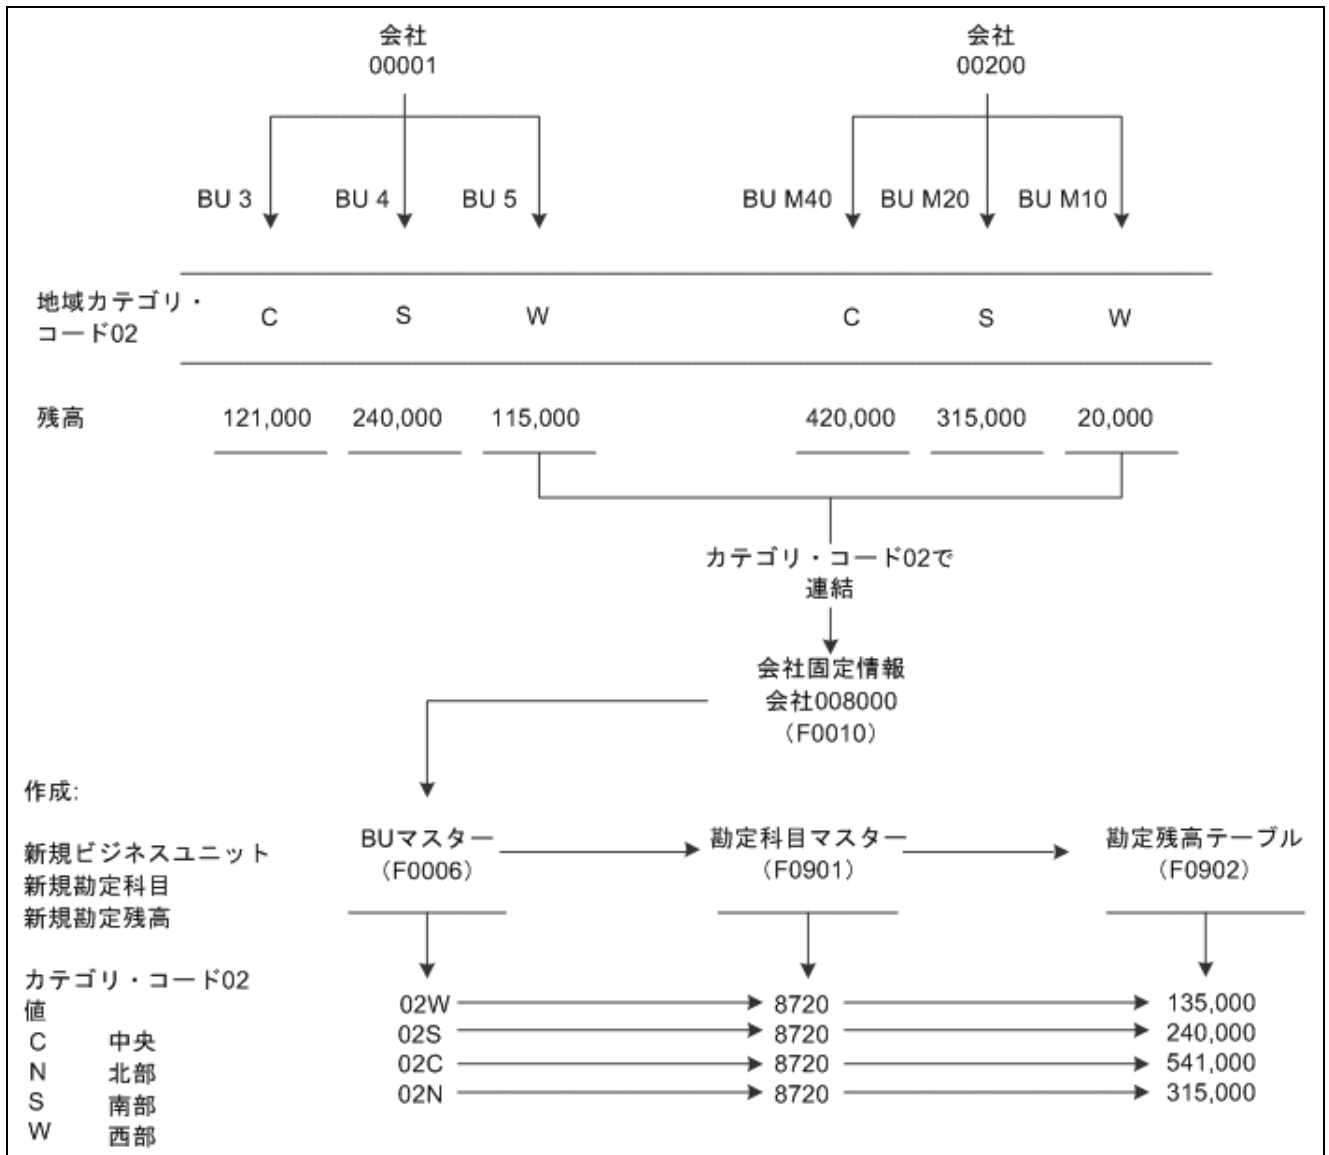 会社
00001
会社
00200
BU 3
BU 4
BU 5
BU M40
BU M20
BU M10
地域カテゴリ・
コード02
C
S
W
C
S
W
残高
121,000
240,000
115,000
420,000
315,000
20,000
カテゴリ・コード02で
連結
会社固定情報
会社008000
（F0010）
作成:
新規ビジネスユニット
新規勘定科目
新規勘定残高
BUマスター
（F0006）
勘定科目マスター
（F0901）
勘定残高テーブル
（F0902）
カテゴリ・コード02
値
C 中央
N 北部
S 南部
W 西部
02W 8720 135,000
02S 8720 240,000
02C 8720 541,000
02N 8720 315,000